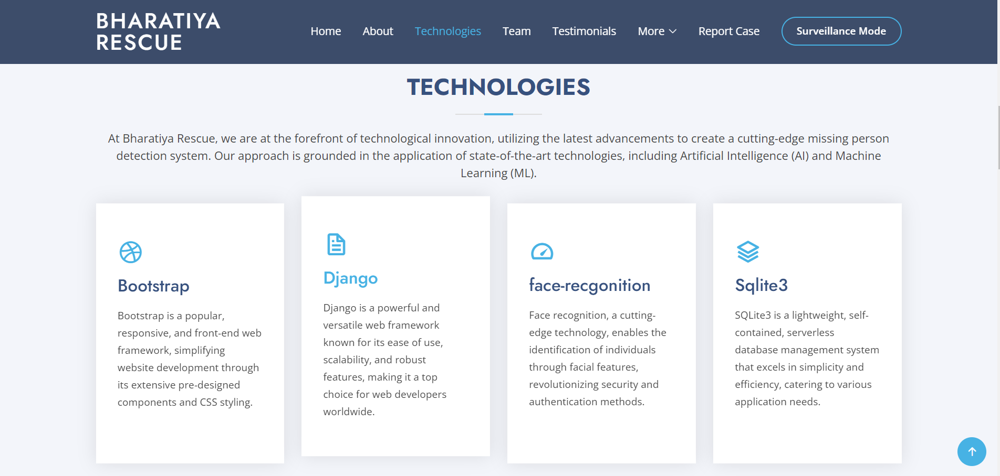 BHARATIYA
RESCUE
Home About Technologies Team Testimonials More Report Case Surveillance Mode
TECHNOLOGIES
At Bharatiya Rescue, we are at the forefront of technological innovation, utilizing the latest advancements to create a cutting-edge missing person
detection system. Our approach is grounded in the application of state-of-the-art technologies, including Artificial Intelligence (AI) and Machine
Learning (ML).
Bootstrap
Bootstrap is a popular,
responsive, and front-end web
framework, simplifying
website development through
its extensive pre-designed
components and CSS styling.
Django
Django is a powerful and
versatile web framework
known for its ease of use,
scalability, and robust
features, making it a top
choice for web developers
worldwide.
face-recgonition
Face recognition, a cutting-
edge technology, enables the
identification of individuals
through facial features,
revolutionizing security and
authentication methods.
Sqlite3
SQLite3 is a lightweight, self-
contained, serverless
database management system
that excels in simplicity and
efficiency, catering to various
application needs.